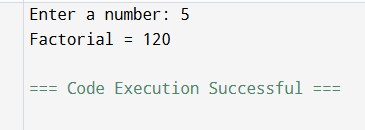 Enter a number: 5
Factorial = 120
=== Code Execution Successful ===